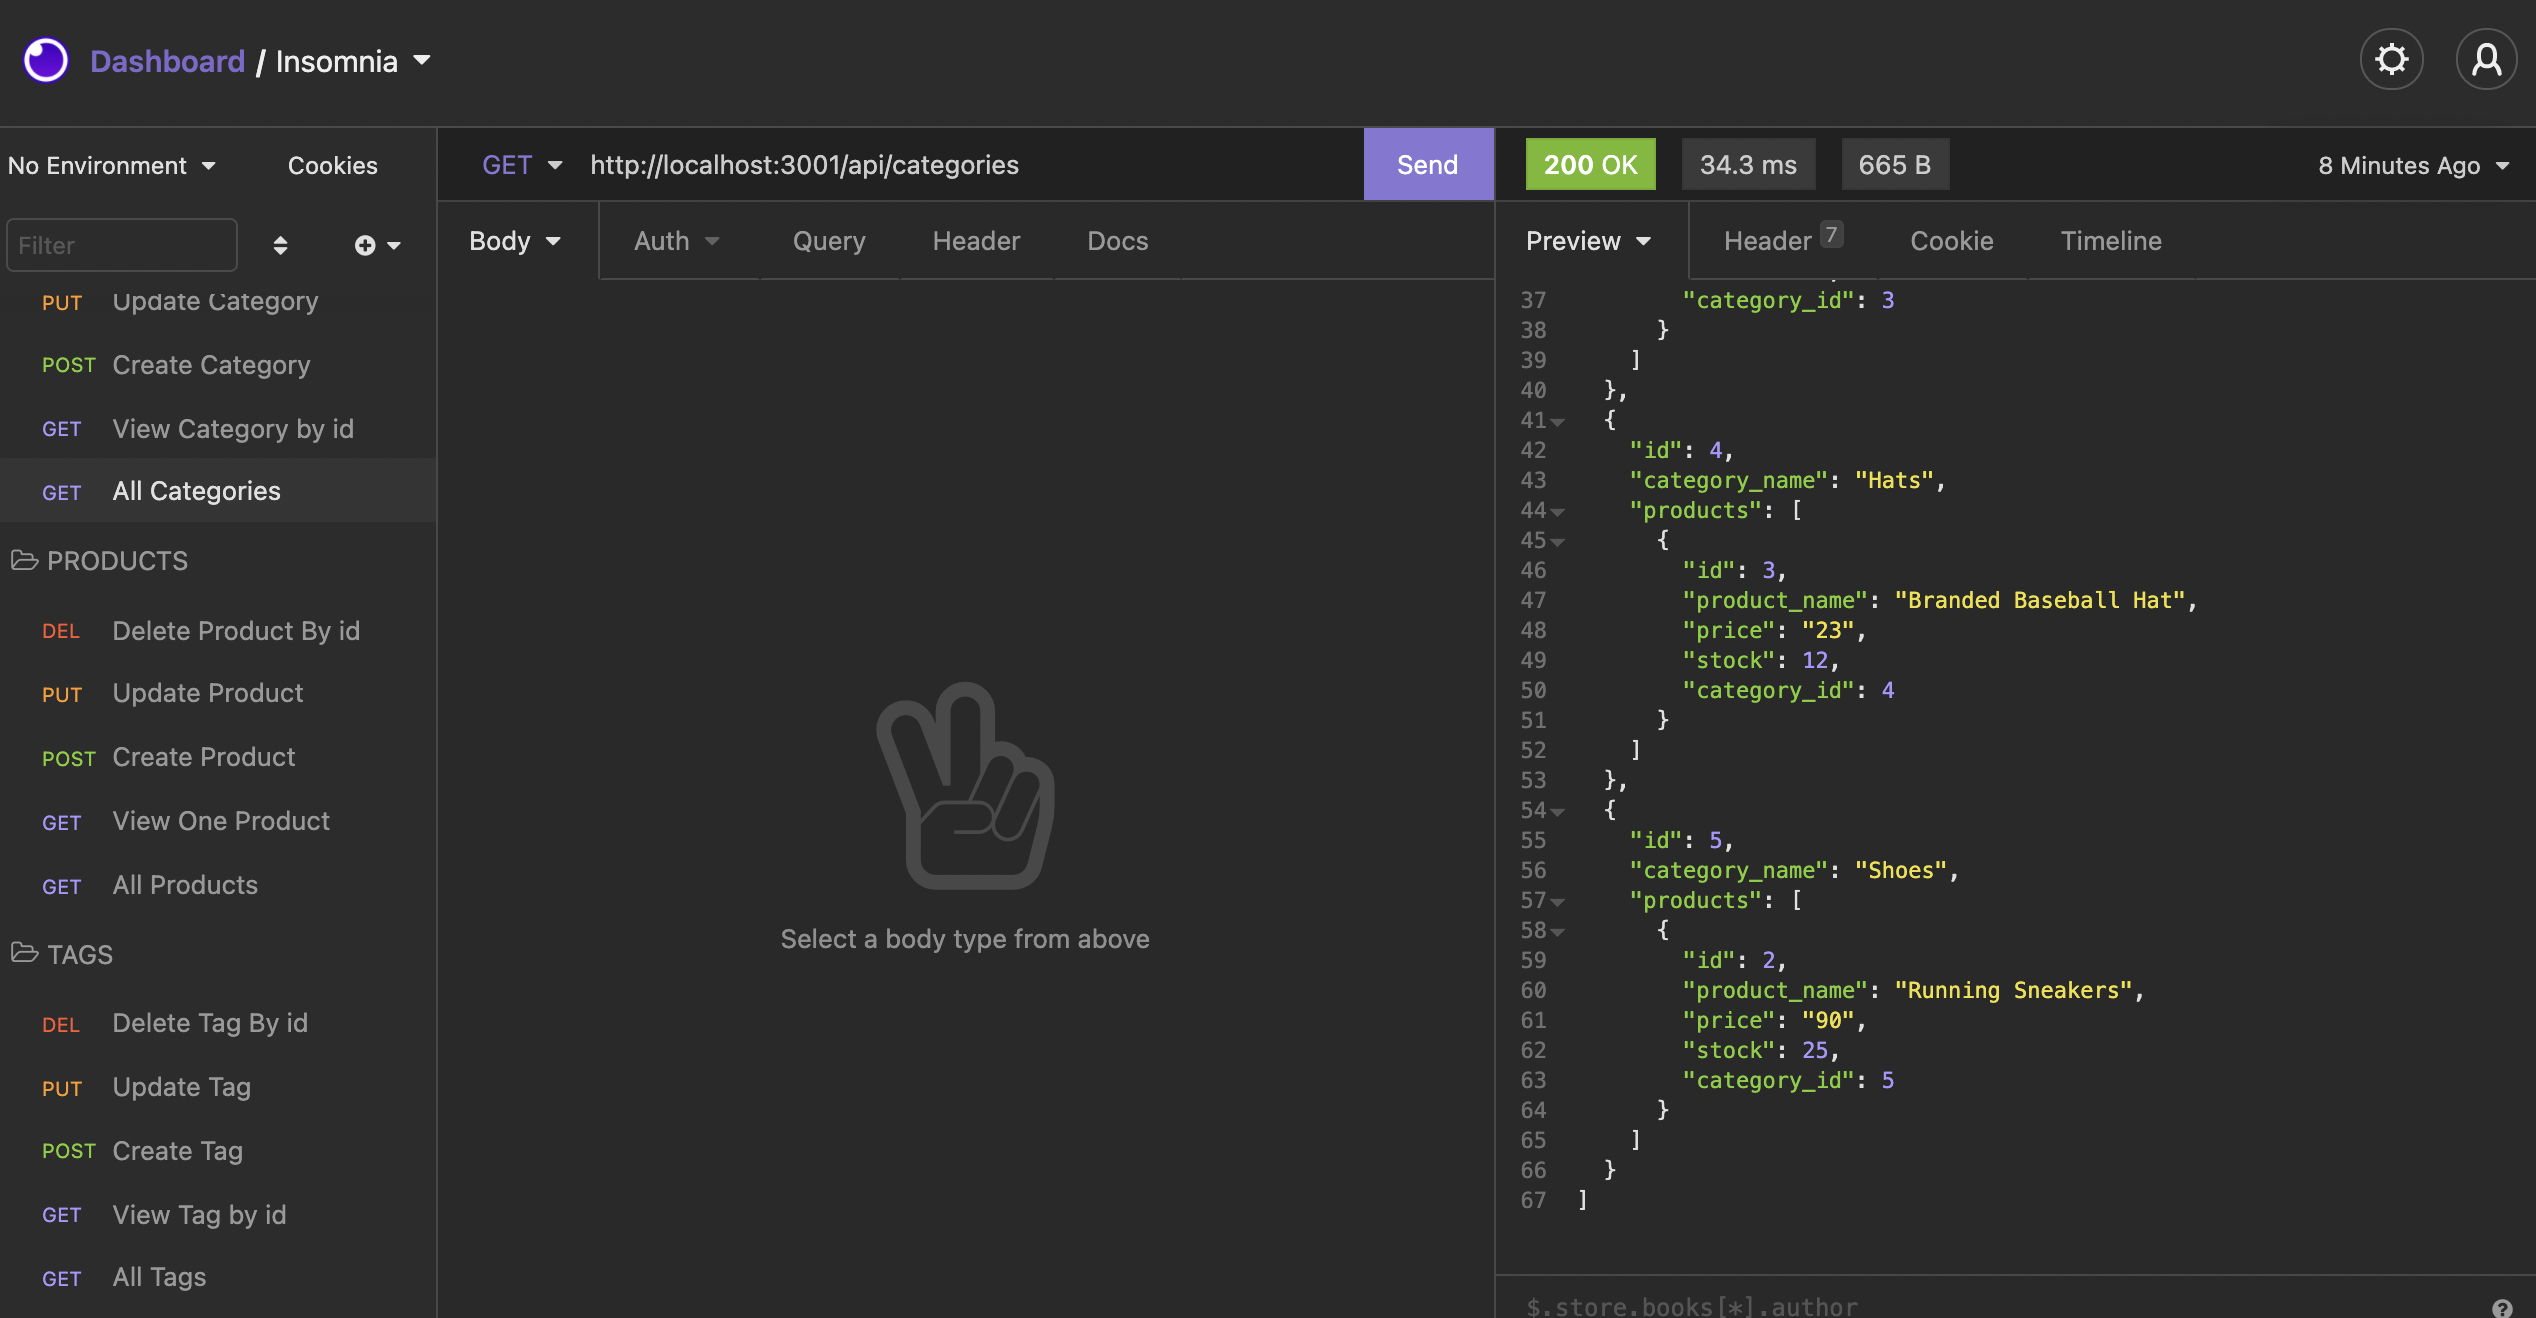 Dashboard / Insomnia
No Environment
Cookies
Filter
PUT Update Category
POST Create Category
GET View Category by id
GET All Categories
PRODUCTS
DEL Delete Product By id
PUT Update Product
POST Create Product
GET View One Product
GET All Products
TAGS
DEL Delete Tag By id
PUT Update Tag
POST Create Tag
GET View Tag by id
GET All Tags
GET http://localhost:3001/api/categories Send
Body Auth Query Header Docs
Select a body type from above
200 OK 34.3 ms 665 B 8 Minutes Ago
Preview Header 7 Cookie Timeline
37 "category_id": 3
38 }
39 ]
40 },
41 {
42 "id": 4,
43 "category_name": "Hats",
44 "products": [
45 {
46 "id": 3,
47 "product_name": "Branded Baseball Hat",
48 "price": "23",
49 "stock": 12,
50 "category_id": 4
51 }
52 ]
53 },
54 {
55 "id": 5,
56 "category_name": "Shoes",
57 "products": [
58 {
59 "id": 2,
60 "product_name": "Running Sneakers",
61 "price": "90",
62 "stock": 25,
63 "category_id": 5
64 }
65 ]
66 }
67 ]
$.store.books[*].author
?